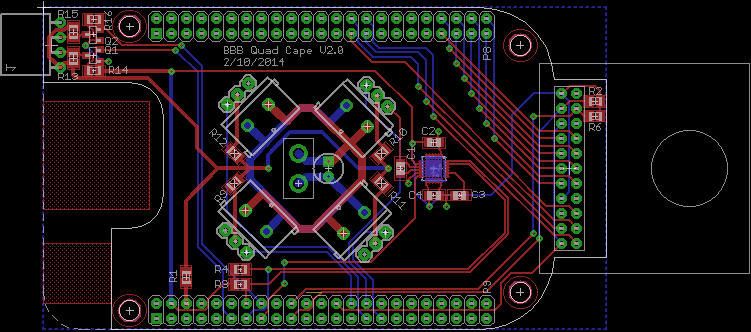 R15
R16
Q2
Q1
R13
R14
BBB Quad Cape V2.0
2/10/2014
P8
R2
R6
C2
R10
C1
R12
R9
R11
C4
C3
R1
R4
R8
P9